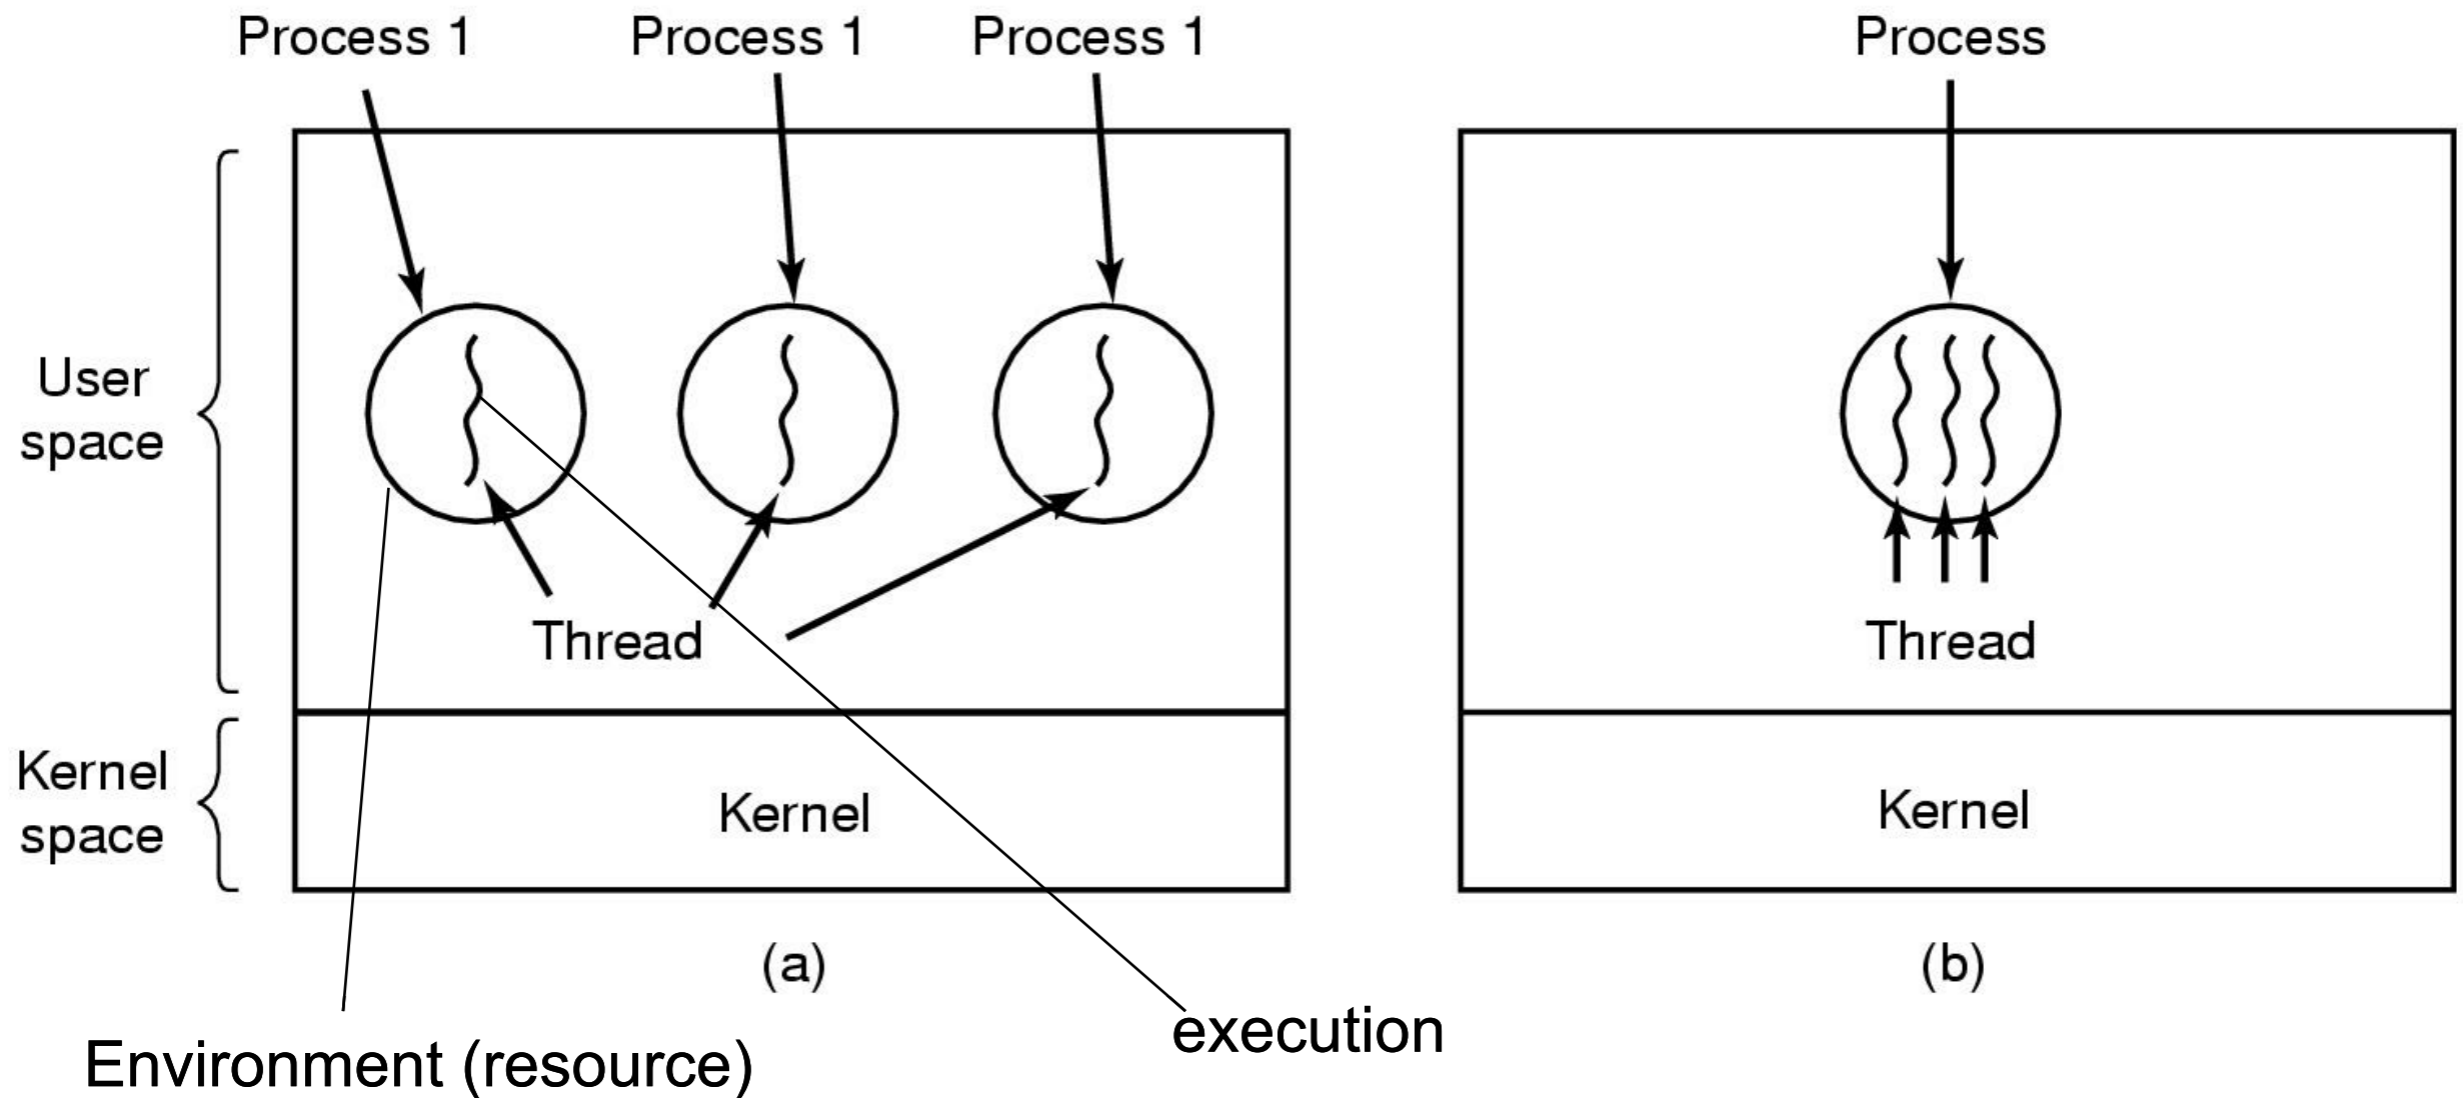 Process 1
Process 1
Process 1
Process
User
space
Thread
Thread
Kernel
space
Kernel
Kernel
(a)
(b)
execution
Environment (resource)